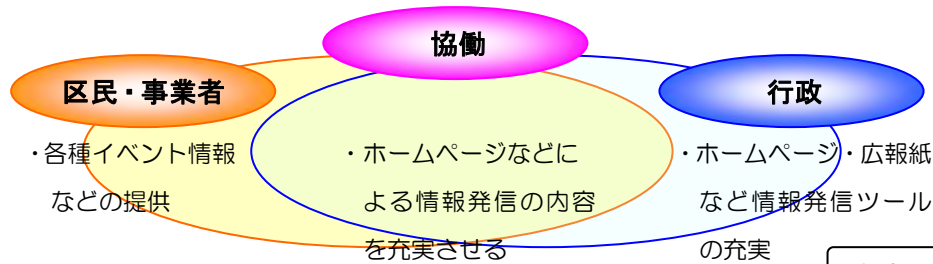 協働
区民・事業者
行政
・各種イベント情報
などの提供
・ホームページなどに
よる情報発信の内容
を充実させる
・ホームページ・広報紙
など情報発信ツール
の充実